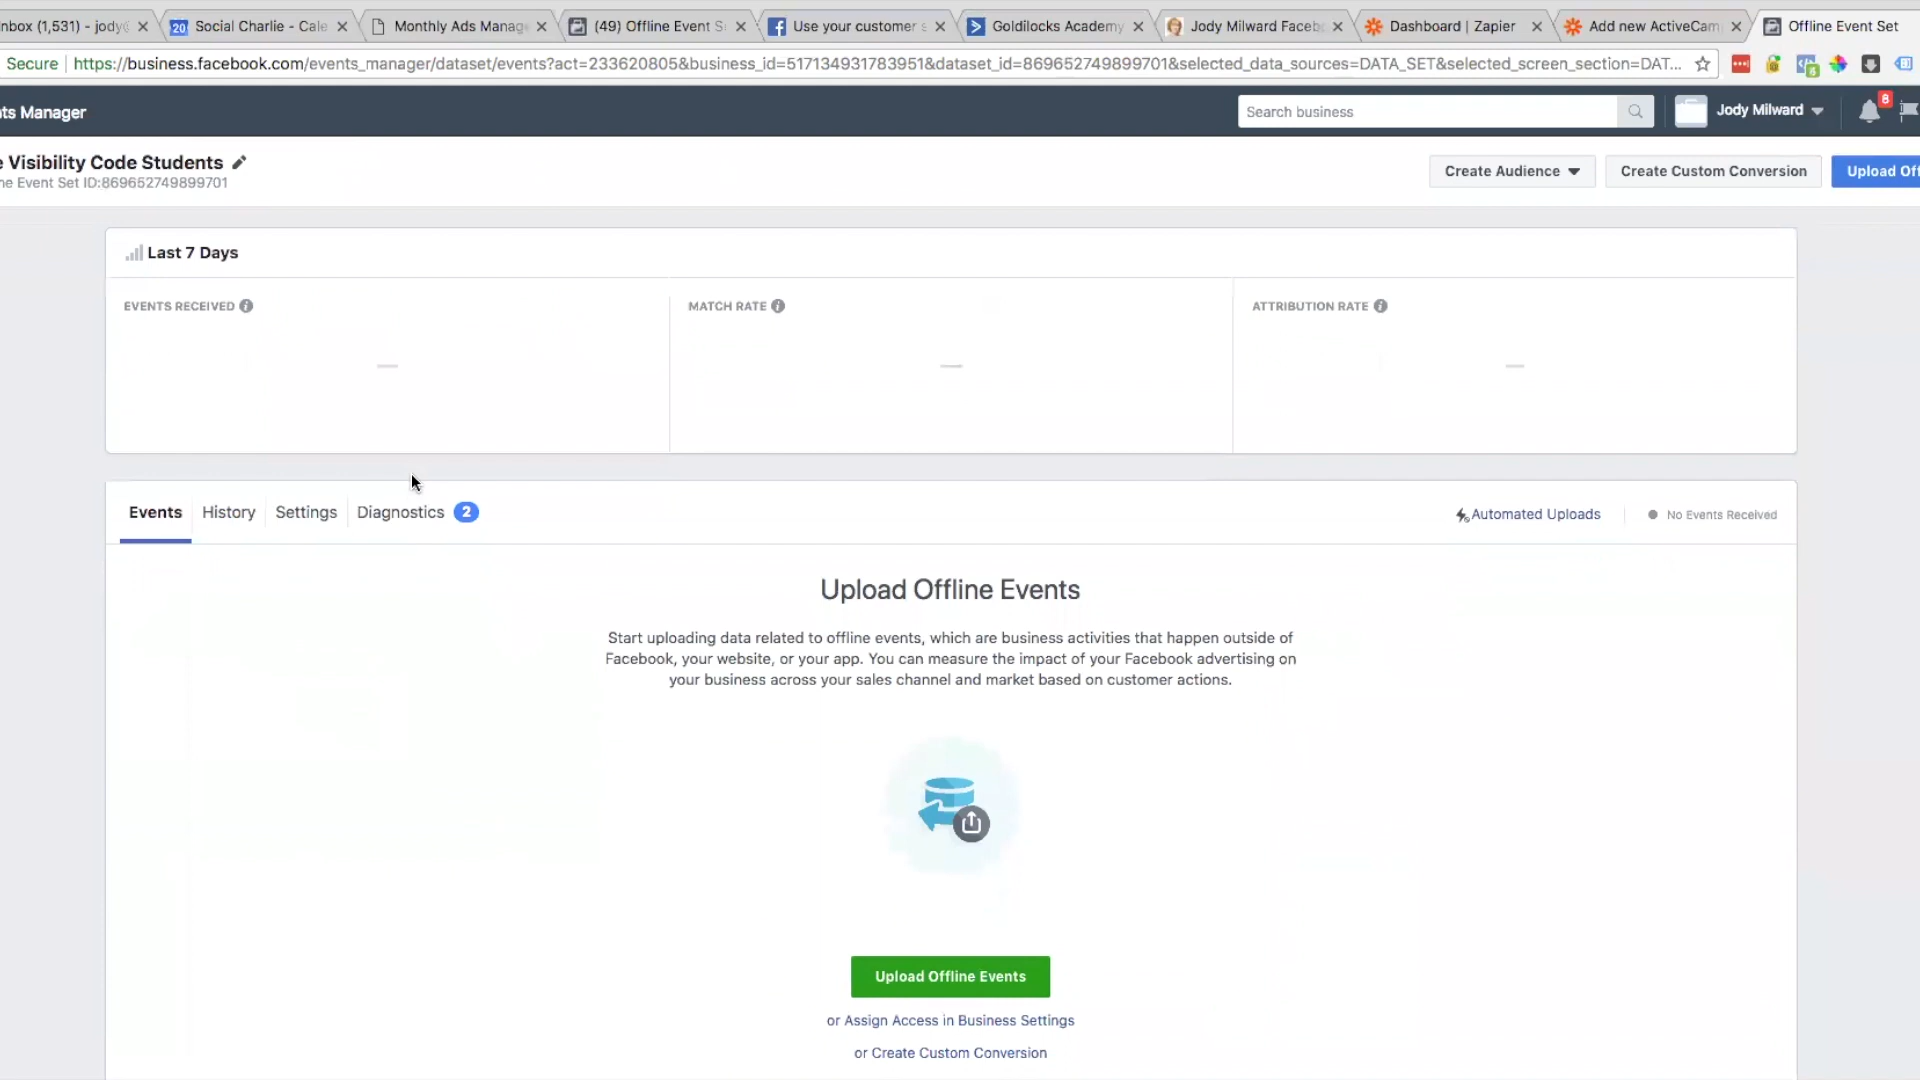 nbox (1,531) - jody@
20 Social Charlie - Cale
Monthly Ads Manag
(49) Offline Event S
Use your customer s
Goldilocks Academy
Jody Milward Faceb
Dashboard | Zapier
Add new ActiveCam
Offline Event Set
Secure | https://business.facebook.com/events_manager/dataset/events?act=233620805&business_id=517134931783951&dataset_id=869652749899701&selected_data_sources=DATA_SET&selected_screen_section=DAT...
ts Manager
Search business
Jody Milward
8
e Visibility Code Students
ne Event Set ID:869652749899701
Create Audience
Create Custom Conversion
Upload Off
Last 7 Days
EVENTS RECEIVED
MATCH RATE
ATTRIBUTION RATE
Events History Settings Diagnostics 2
Automated Uploads
No Events Received
Upload Offline Events
Start uploading data related to offline events, which are business activities that happen outside of
Facebook, your website, or your app. You can measure the impact of your Facebook advertising on
your business across your sales channel and market based on customer actions.
Upload Offline Events
or Assign Access in Business Settings
or Create Custom Conversion